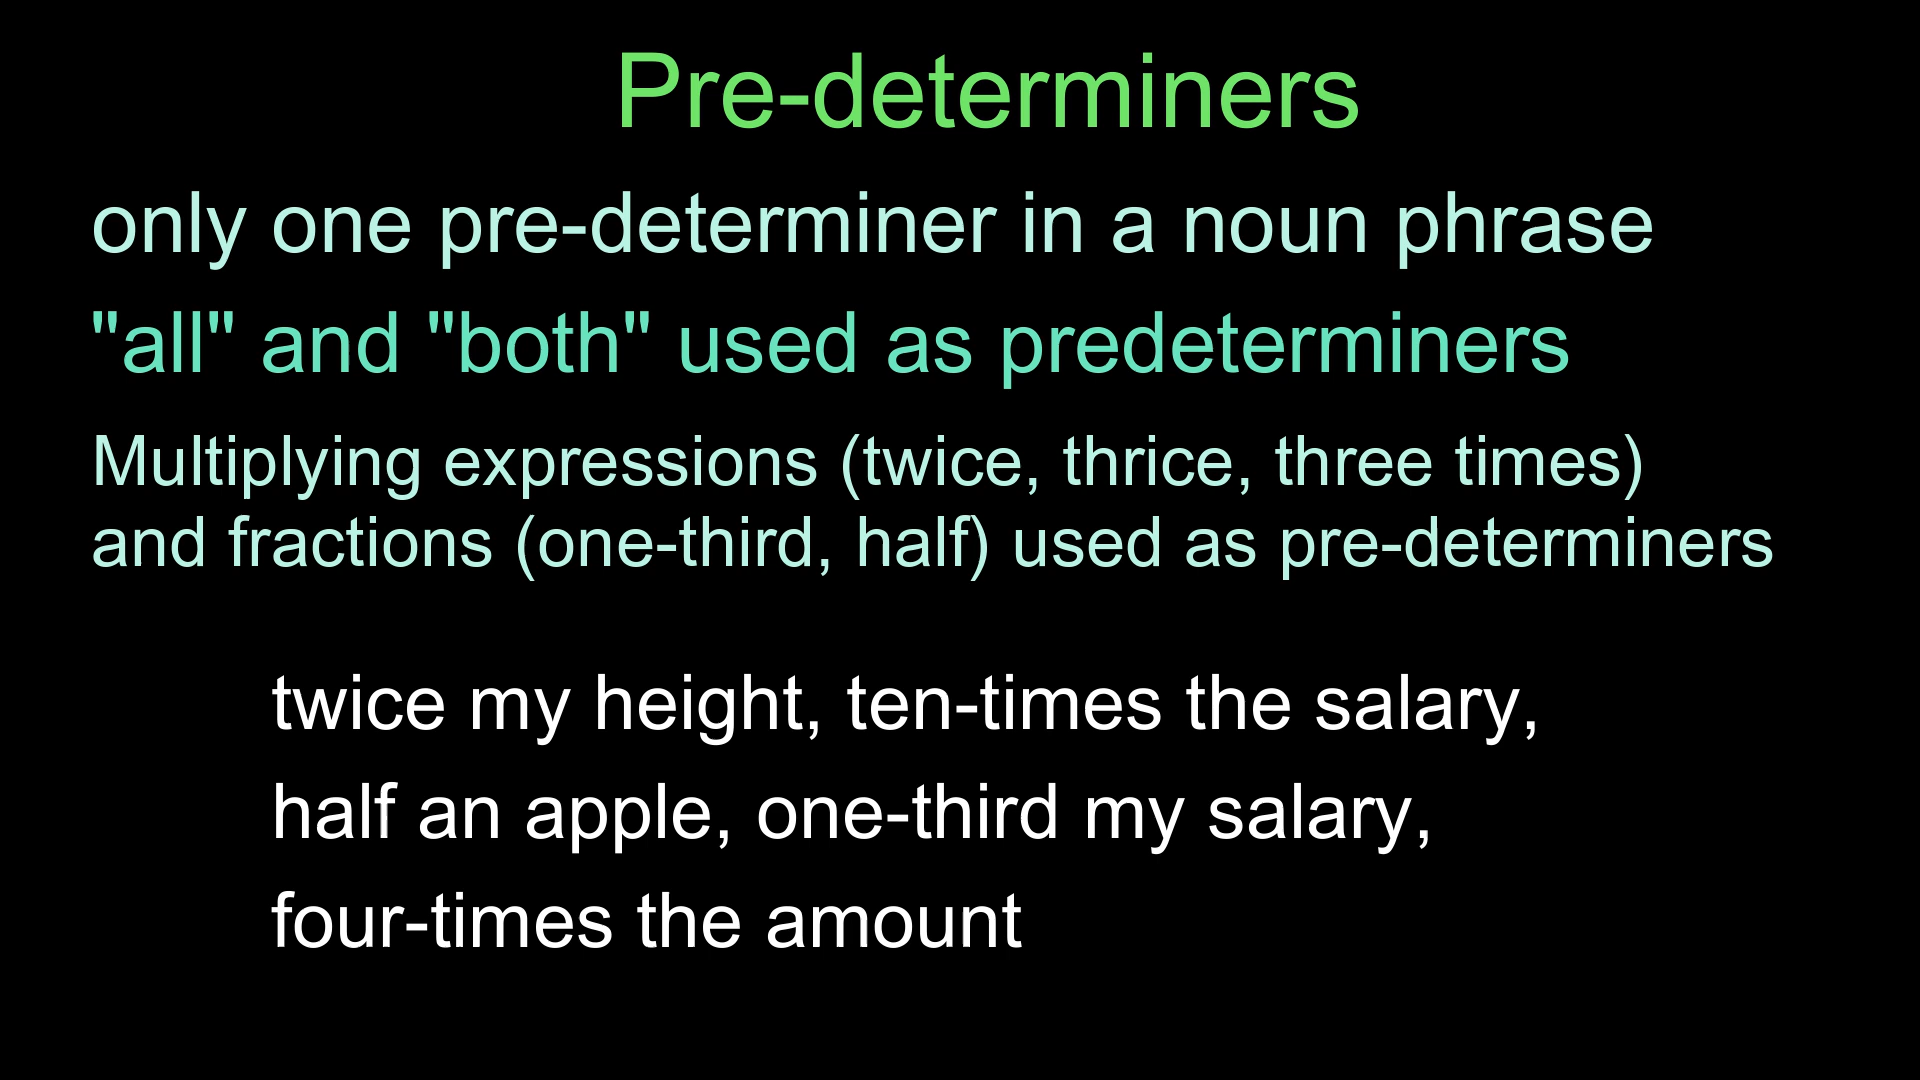 Pre-determiners
only one pre-determiner in a noun phrase
"all" and "both" used as predeterminers
Multiplying expressions (twice, thrice, three times)
and fractions (one-third, half) used as pre-determiners
twice my height, ten-times the salary,
half an apple, one-third my salary,
four-times the amount